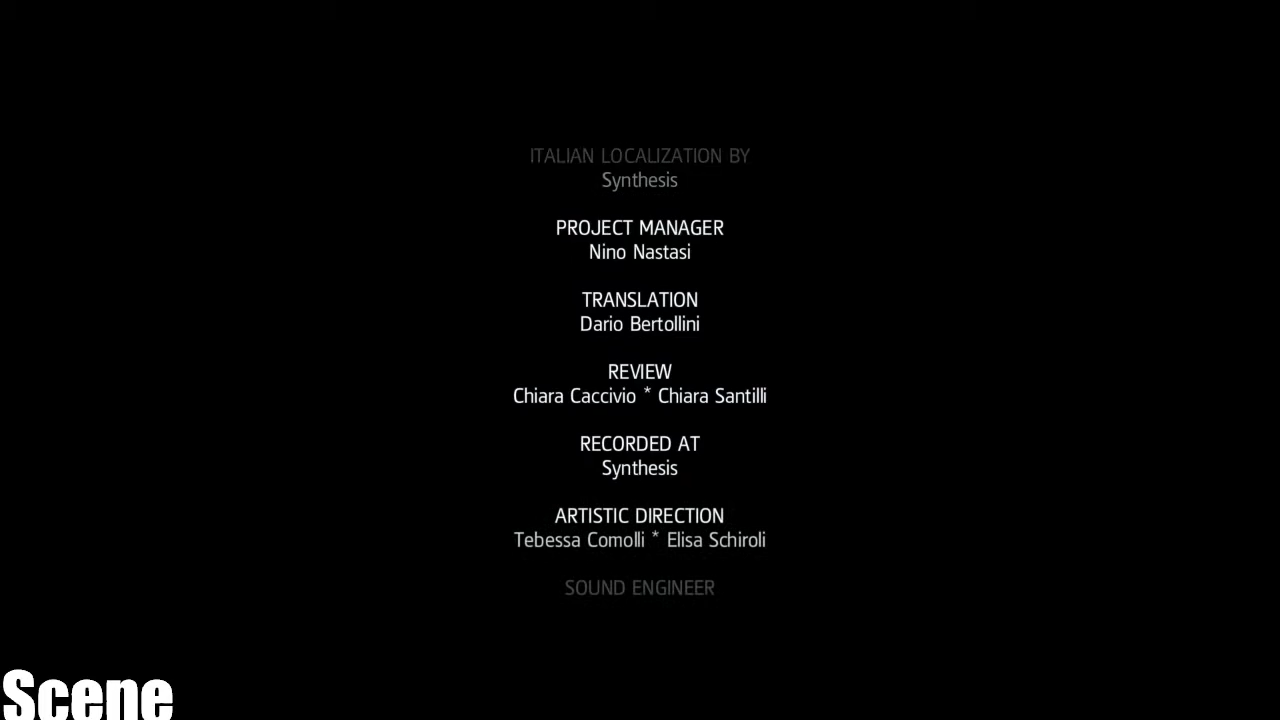 ITALIAN LOCALIZATION BY
Synthesis
PROJECT MANAGER
Nino Nastasi
TRANSLATION
Dario Bertollini
REVIEW
Chiara Caccivio * Chiara Santilli
RECORDED AT
Synthesis
ARTISTIC DIRECTION
Tebessa Comolli * Elisa Schiroli
SOUND ENGINEER
Scene